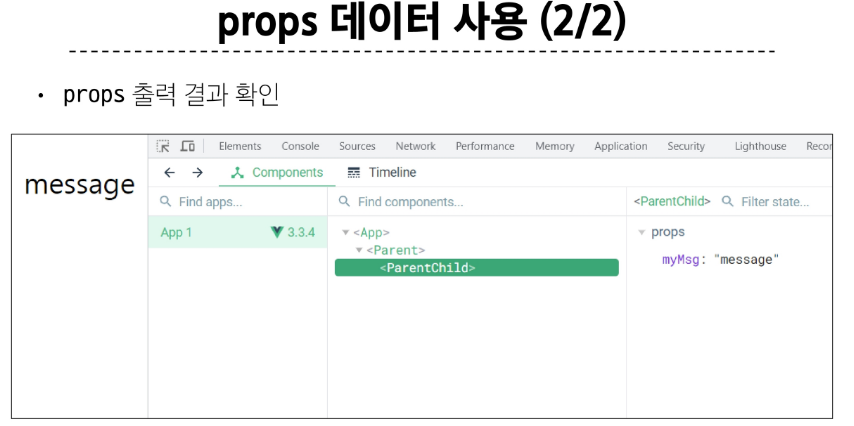 props 데이터 사용 (2/2)
• props 출력 결과 확인
message
Elements Console Sources Network Performance Memory Application Security Lighthouse Recor
Components Timeline
Find apps... Find components... <ParentChild> Filter state...
App 1 3.3.4 <App> props
<Parent>
<ParentChild> myMsg: "message"